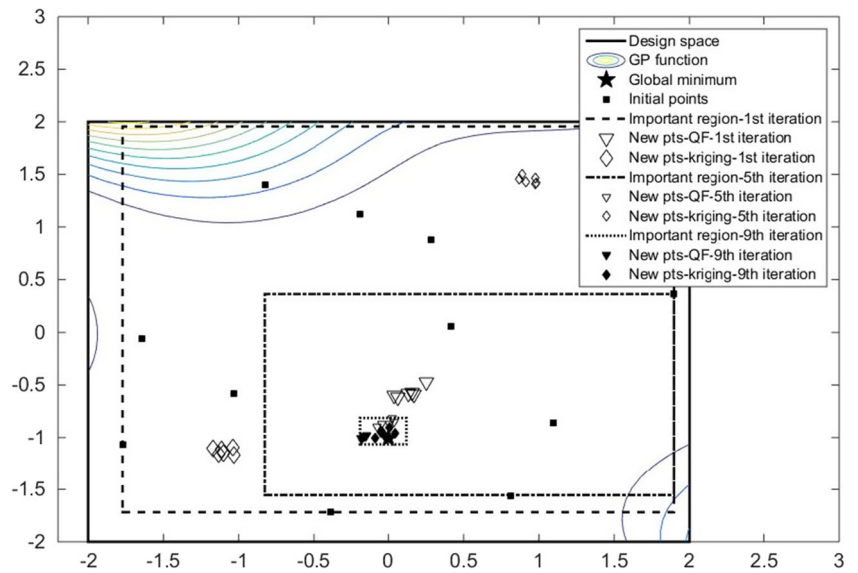 3
2.5
2
1.5
1
0.5
0
-0.5
-1
-1.5
-2
-2
-1.5
-1
-0.5
0
0.5
1
1.5
2
2.5
3
Design space
GP function
Global minimum
Initial points
Important region-1st iteration
New pts-QF-1st iteration
New pts-kriging-1st iteration
Important region-5th iteration
New pts-QF-5th iteration
New pts-kriging-5th iteration
Important region-9th iteration
New pts-QF-9th iteration
New pts-kriging-9th iteration